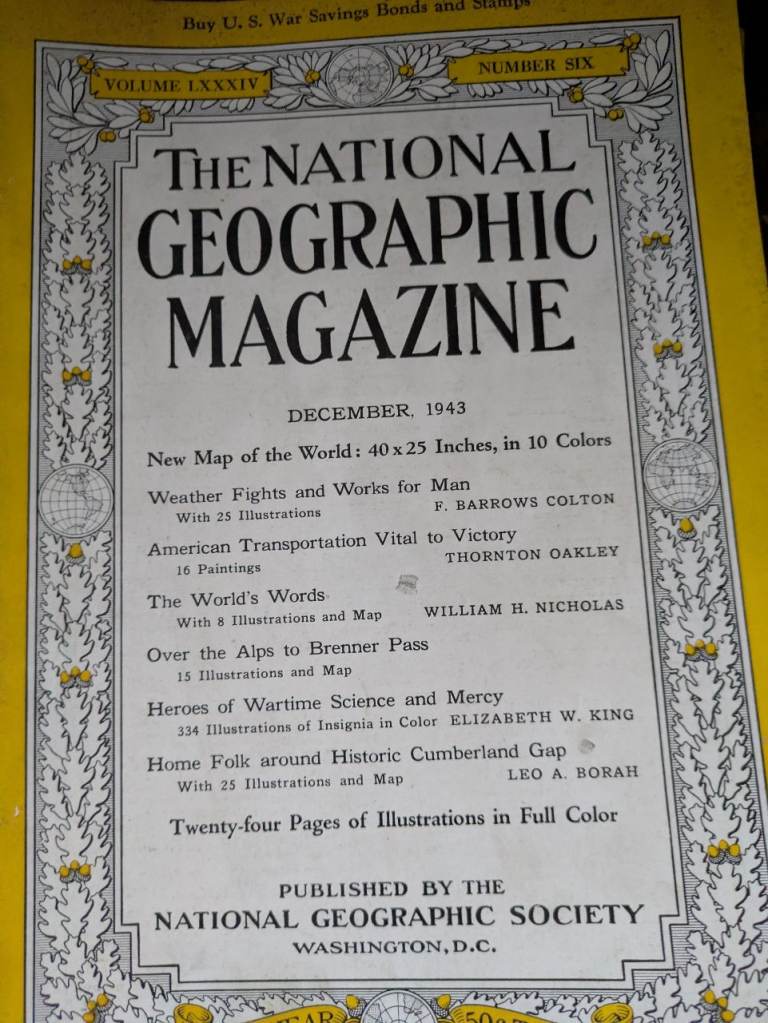 Buy U. S. War Savings Bonds and Stamps
VOLUME LXXXIV
NUMBER SIX
THE NATIONAL
GEOGRAPHIC
MAGAZINE
DECEMBER, 1943
New Map of the World: 40 x 25 Inches, in 10 Colors
Weather Fights and Works for Man
With 25 Illustrations F. BARROWS COLTON
American Transportation Vital to Victory
16 Paintings THORNTON OAKLEY
The World's Words
With 8 Illustrations and Map WILLIAM H. NICHOLAS
Over the Alps to Brenner Pass
15 Illustrations and Map
Heroes of Wartime Science and Mercy
334 Illustrations of Insignia in Color ELIZABETH W. KING
Home Folk around Historic Cumberland Gap
With 25 Illustrations and Map LEO A. BORAH
Twenty-four Pages of Illustrations in Full Color
PUBLISHED BY THE
NATIONAL GEOGRAPHIC SOCIETY
WASHINGTON, D.C.
YEAR